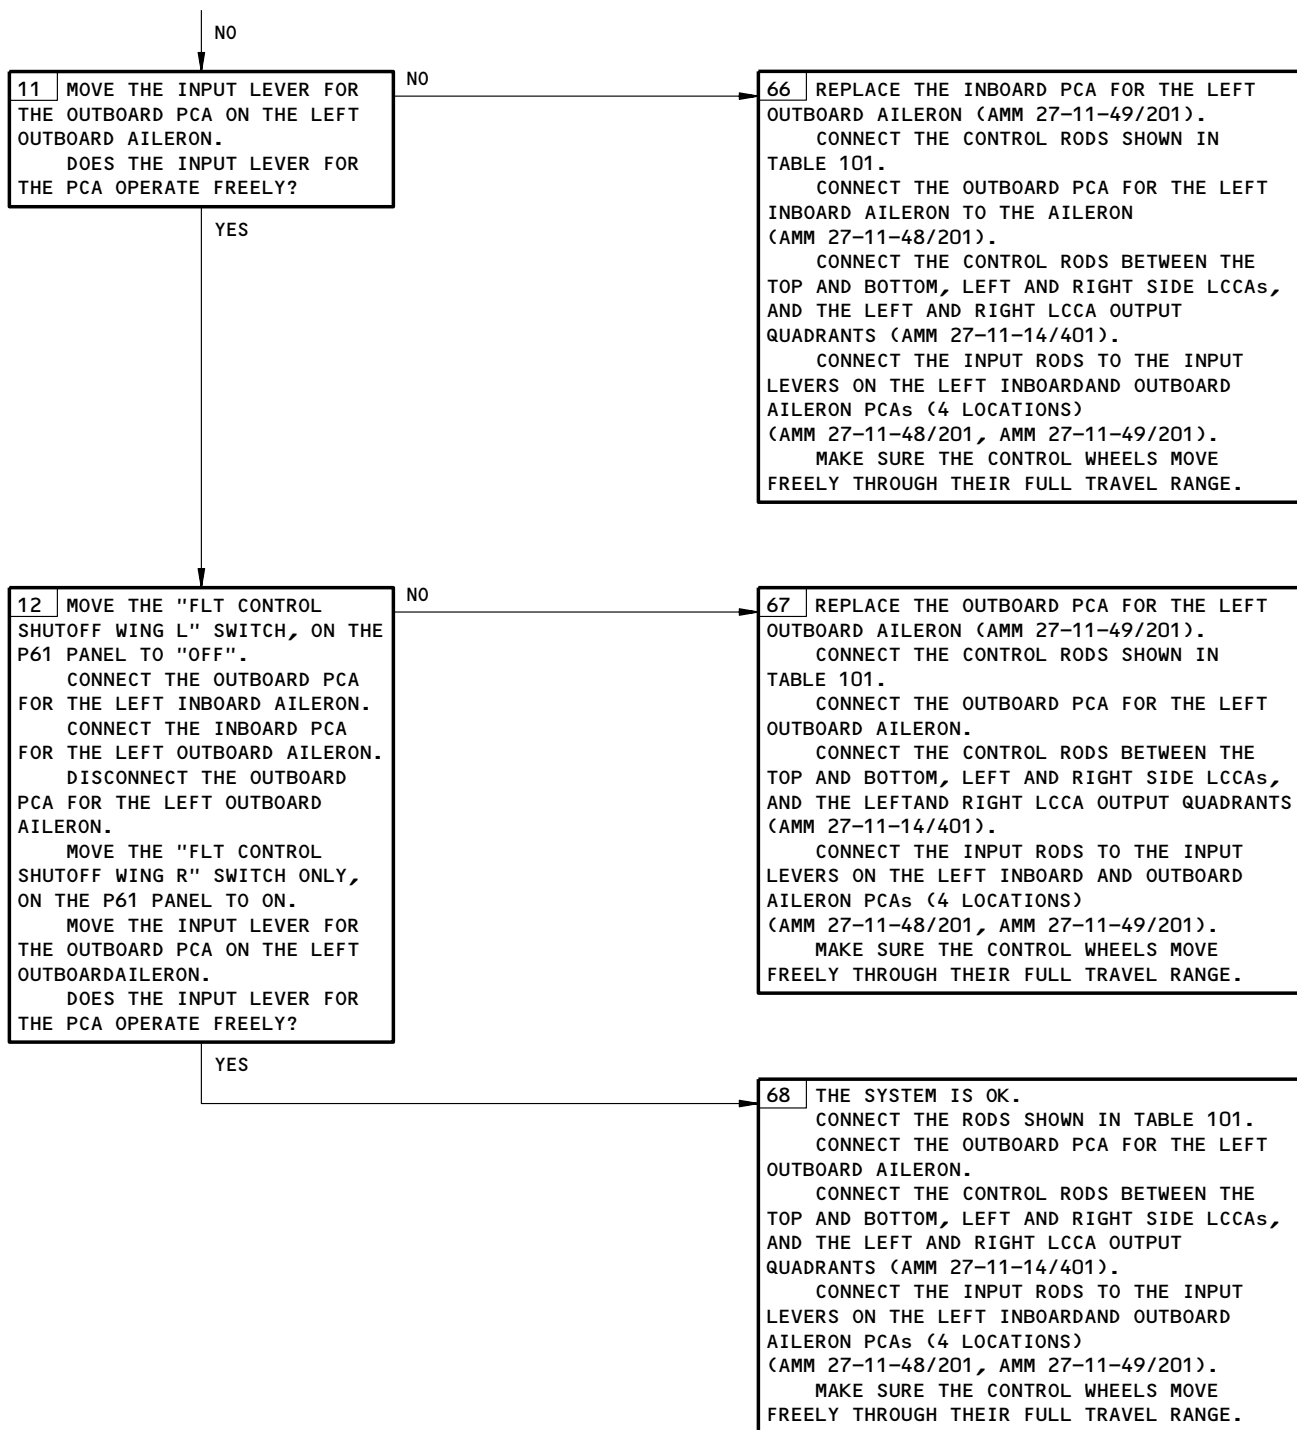 NO
11 MOVE THE INPUT LEVER FOR
THE OUTBOARD PCA ON THE LEFT
OUTBOARD AILERON.
DOES THE INPUT LEVER FOR
THE PCA OPERATE FREELY?
NO
YES
66 REPLACE THE INBOARD PCA FOR THE LEFT
OUTBOARD AILERON (AMM 27-11-49/201).
CONNECT THE CONTROL RODS SHOWN IN
TABLE 101.
CONNECT THE OUTBOARD PCA FOR THE LEFT
INBOARD AILERON TO THE AILERON
(AMM 27-11-48/201).
CONNECT THE CONTROL RODS BETWEEN THE
TOP AND BOTTOM, LEFT AND RIGHT SIDE LCCAs,
AND THE LEFT AND RIGHT LCCA OUTPUT
QUADRANTS (AMM 27-11-14/401).
CONNECT THE INPUT RODS TO THE INPUT
LEVERS ON THE LEFT INBOARDAND OUTBOARD
AILERON PCAs (4 LOCATIONS)
(AMM 27-11-48/201, AMM 27-11-49/201).
MAKE SURE THE CONTROL WHEELS MOVE
FREELY THROUGH THEIR FULL TRAVEL RANGE.
12 MOVE THE "FLT CONTROL
SHUTOFF WING L" SWITCH, ON THE
P61 PANEL TO "OFF".
CONNECT THE OUTBOARD PCA
FOR THE LEFT INBOARD AILERON.
CONNECT THE INBOARD PCA
FOR THE LEFT OUTBOARD AILERON.
DISCONNECT THE OUTBOARD
PCA FOR THE LEFT OUTBOARD
AILERON.
MOVE THE "FLT CONTROL
SHUTOFF WING R" SWITCH ONLY,
ON THE P61 PANEL TO ON.
MOVE THE INPUT LEVER FOR
THE OUTBOARD PCA ON THE LEFT
OUTBOARDAILERON.
DOES THE INPUT LEVER FOR
THE PCA OPERATE FREELY?
NO
YES
67 REPLACE THE OUTBOARD PCA FOR THE LEFT
OUTBOARD AILERON (AMM 27-11-49/201).
CONNECT THE CONTROL RODS SHOWN IN
TABLE 101.
CONNECT THE OUTBOARD PCA FOR THE LEFT
OUTBOARD AILERON.
CONNECT THE CONTROL RODS BETWEEN THE
TOP AND BOTTOM, LEFT AND RIGHT SIDE LCCAs,
AND THE LEFTAND RIGHT LCCA OUTPUT QUADRANTS
(AMM 27-11-14/401).
CONNECT THE INPUT RODS TO THE INPUT
LEVERS ON THE LEFT INBOARD AND OUTBOARD
AILERON PCAs (4 LOCATIONS)
(AMM 27-11-48/201, AMM 27-11-49/201).
MAKE SURE THE CONTROL WHEELS MOVE
FREELY THROUGH THEIR FULL TRAVEL RANGE.
68 THE SYSTEM IS OK.
CONNECT THE RODS SHOWN IN TABLE 101.
CONNECT THE OUTBOARD PCA FOR THE LEFT
OUTBOARD AILERON.
CONNECT THE CONTROL RODS BETWEEN THE
TOP AND BOTTOM, LEFT AND RIGHT SIDE LCCAs,
AND THE LEFT AND RIGHT LCCA OUTPUT
QUADRANTS (AMM 27-11-14/401).
CONNECT THE INPUT RODS TO THE INPUT
LEVERS ON THE LEFT INBOARDAND OUTBOARD
AILERON PCAs (4 LOCATIONS)
(AMM 27-11-48/201, AMM 27-11-49/201).
MAKE SURE THE CONTROL WHEELS MOVE
FREELY THROUGH THEIR FULL TRAVEL RANGE.